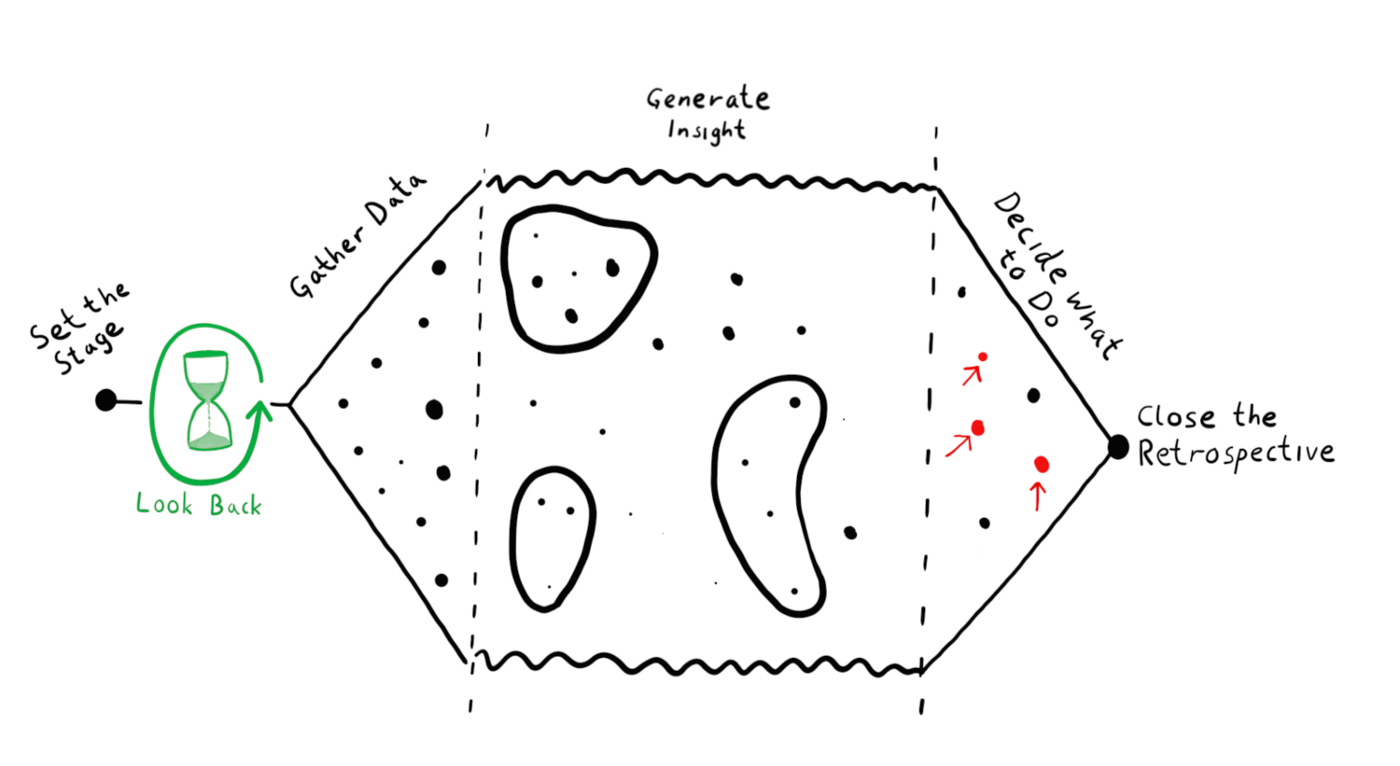 Set the
Stage
Look Back
Gather Data
Generate
Insight
Decide What
to Do
Close the
Retrospective